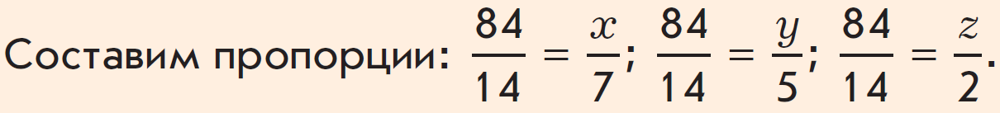 Составим пропорции: 84/14 = x/7; 84/14 = y/5; 84/14 = z/2.